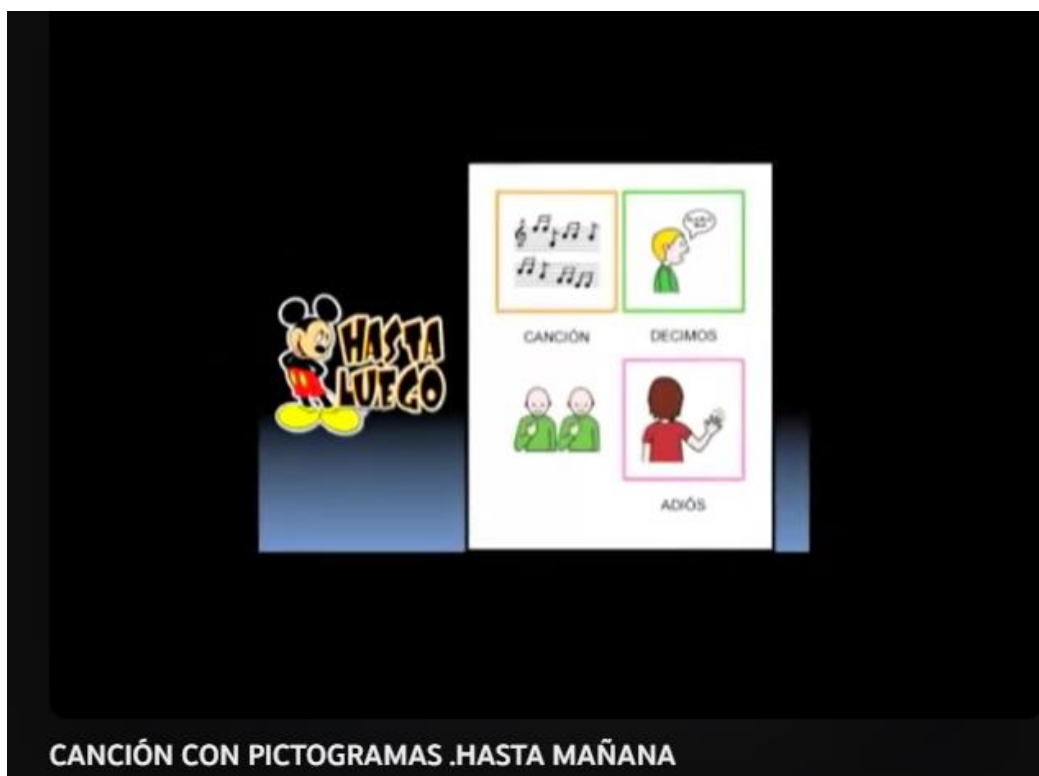 HASTA
LUEGO
CANCIÓN DECIMOS
ADIÓS
CANCIÓN CON PICTOGRAMAS .HASTA MAÑANA